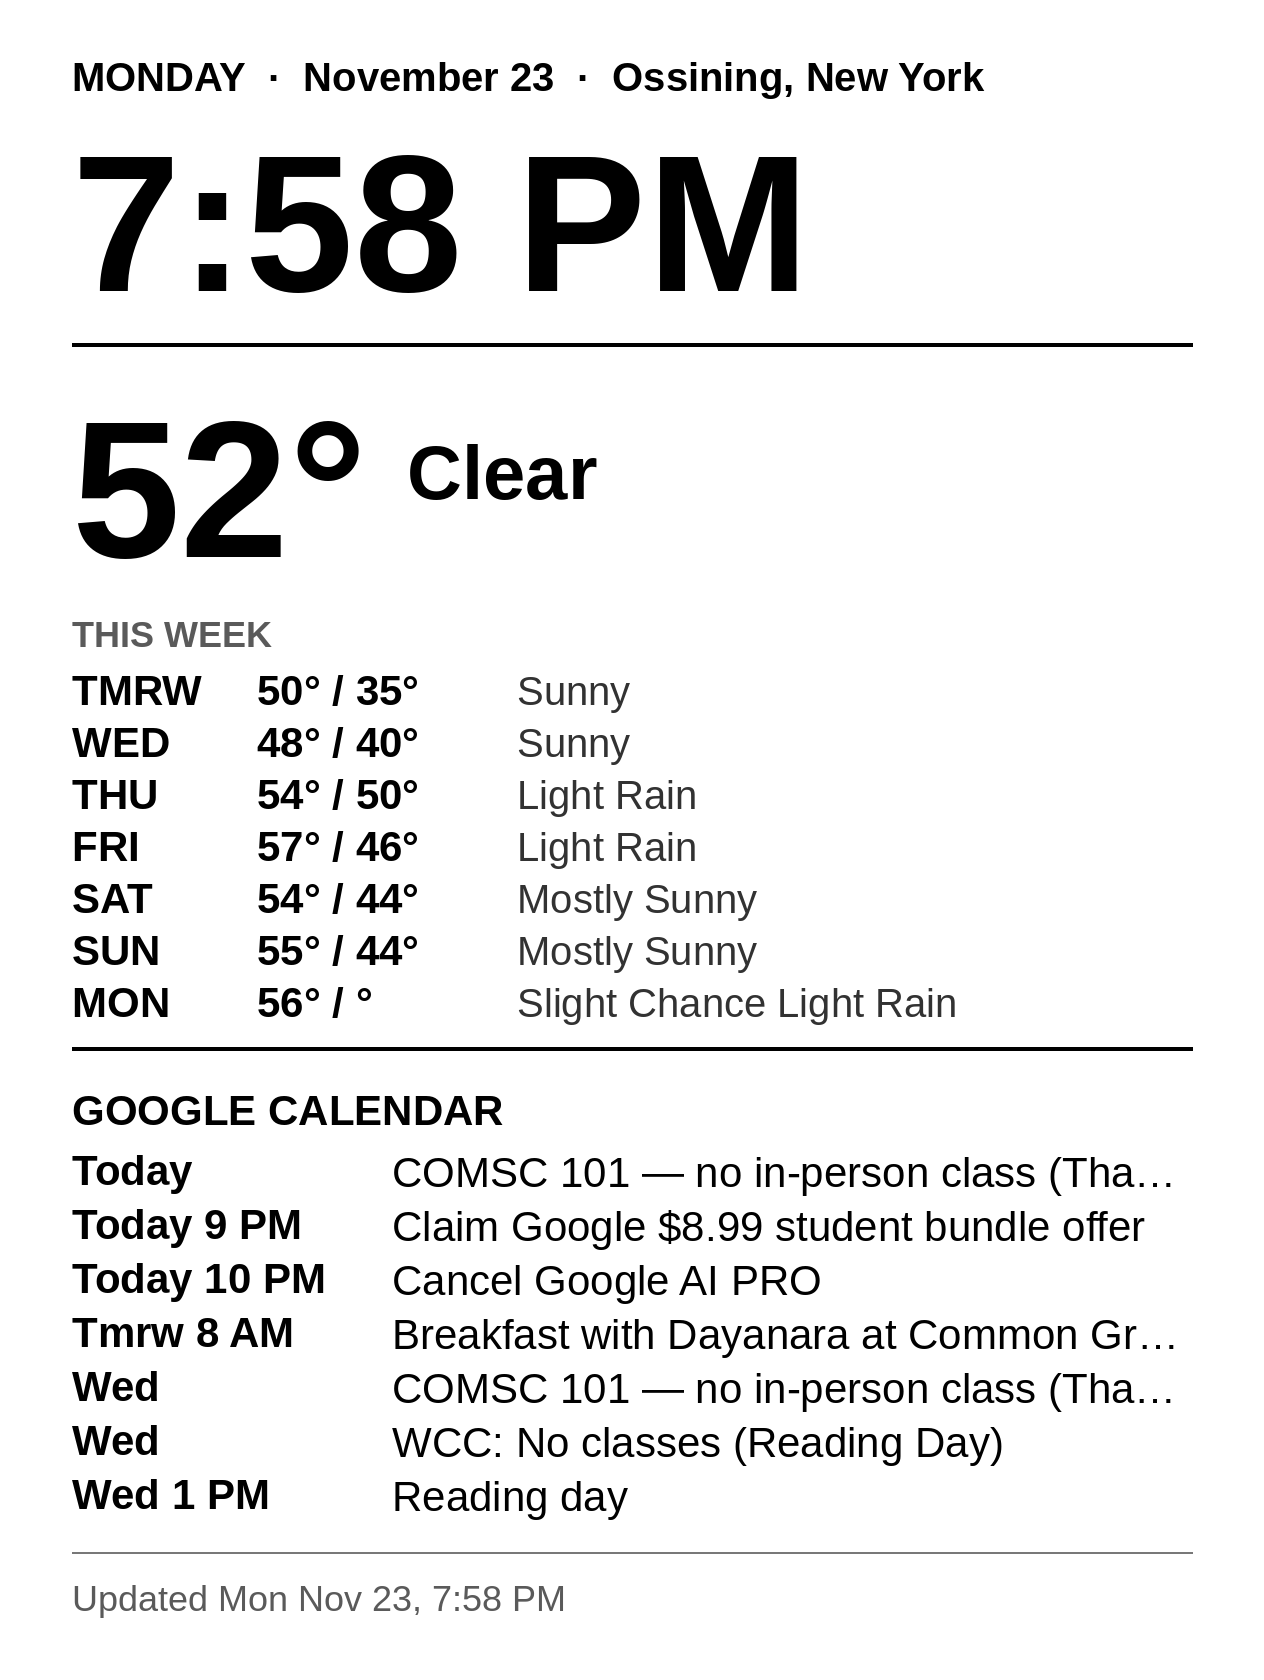 MONDAY · November 23 · Ossining, New York
7:58 PM
52° Clear
THIS WEEK
TMRW 50° / 35° Sunny
WED 48° / 40° Sunny
THU 54° / 50° Light Rain
FRI 57° / 46° Light Rain
SAT 54° / 44° Mostly Sunny
SUN 55° / 44° Mostly Sunny
MON 56° / ° Slight Chance Light Rain
GOOGLE CALENDAR
Today COMSC 101 — no in-person class (Tha…
Today 9 PM Claim Google $8.99 student bundle offer
Today 10 PM Cancel Google AI PRO
Tmrw 8 AM Breakfast with Dayanara at Common Gr…
Wed COMSC 101 — no in-person class (Tha…
Wed WCC: No classes (Reading Day)
Wed 1 PM Reading day
Updated Mon Nov 23, 7:58 PM